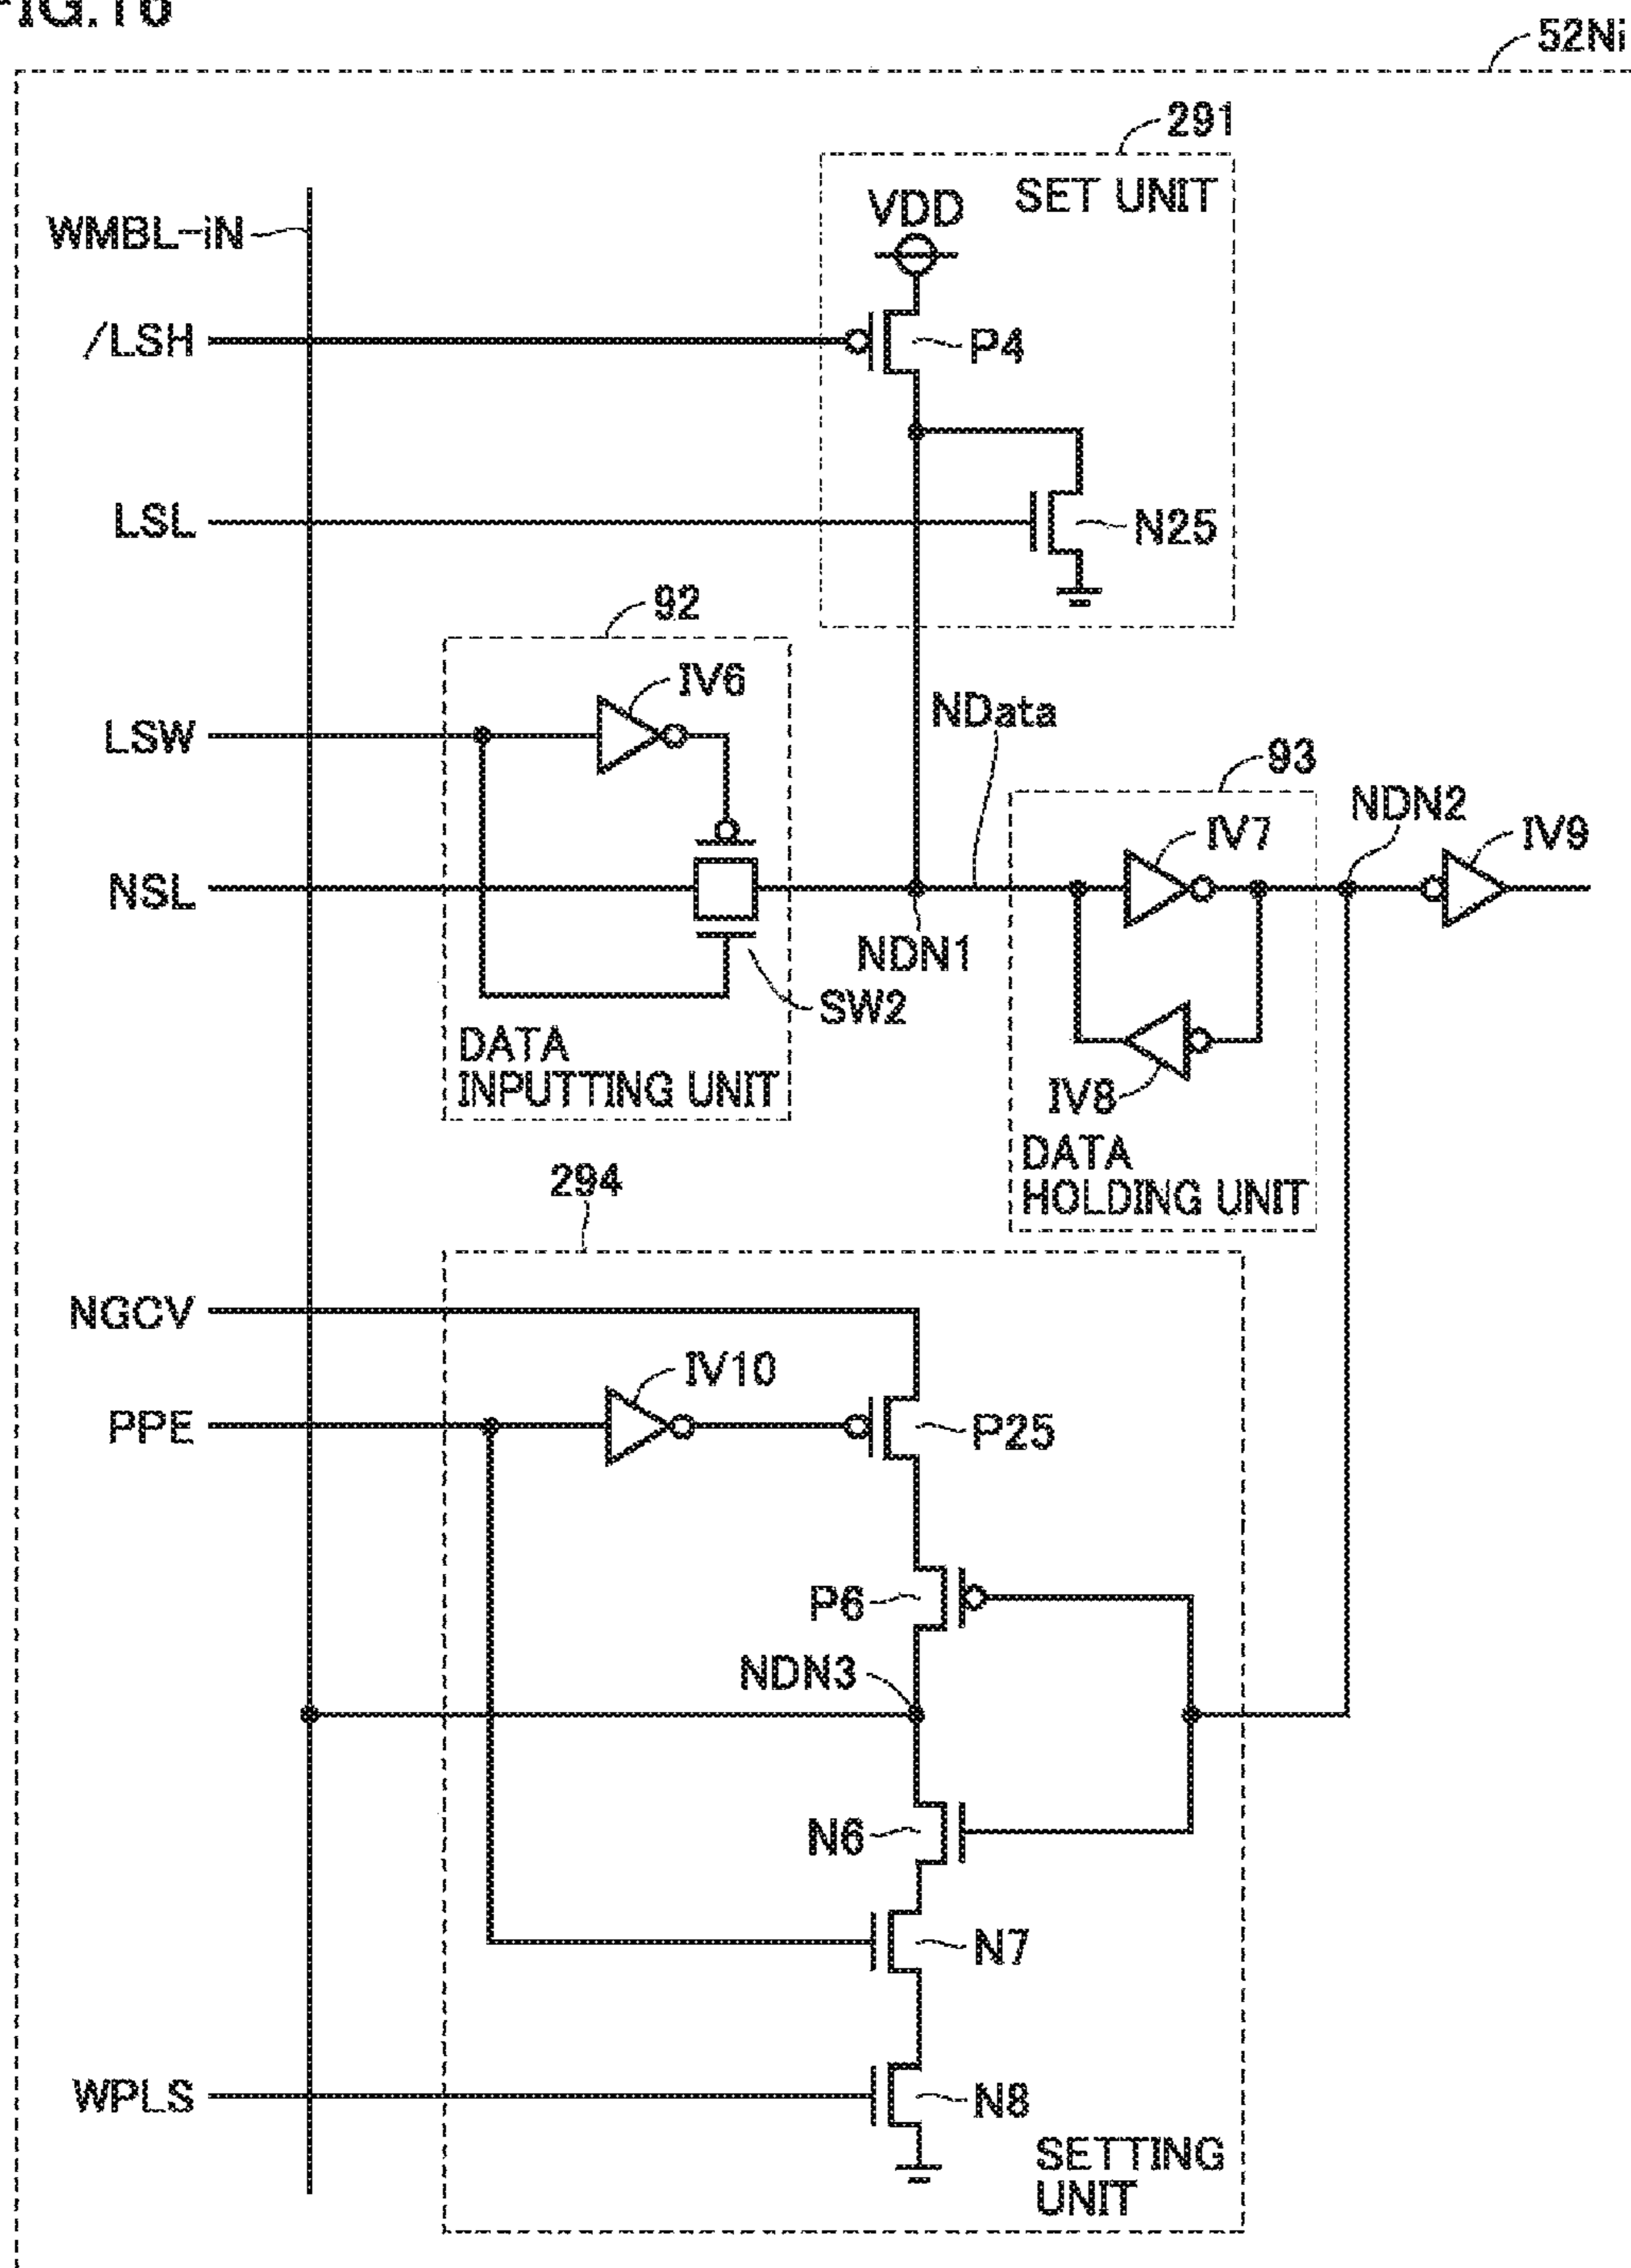 FIG.16
52Ni
291
SET UNIT
VDD
WMBL-iN
/LSH
P4
LSL
N25
92
IV6
LSW
NData
93
NDN2
IV7
IV9
NSL
NDN1
SW2
DATA
INPUTTING UNIT
IV8
DATA
HOLDING UNIT
294
NGCV
IV10
PPE
P25
P6
NDN3
N6
N7
WPLS
N8
SETTING
UNIT